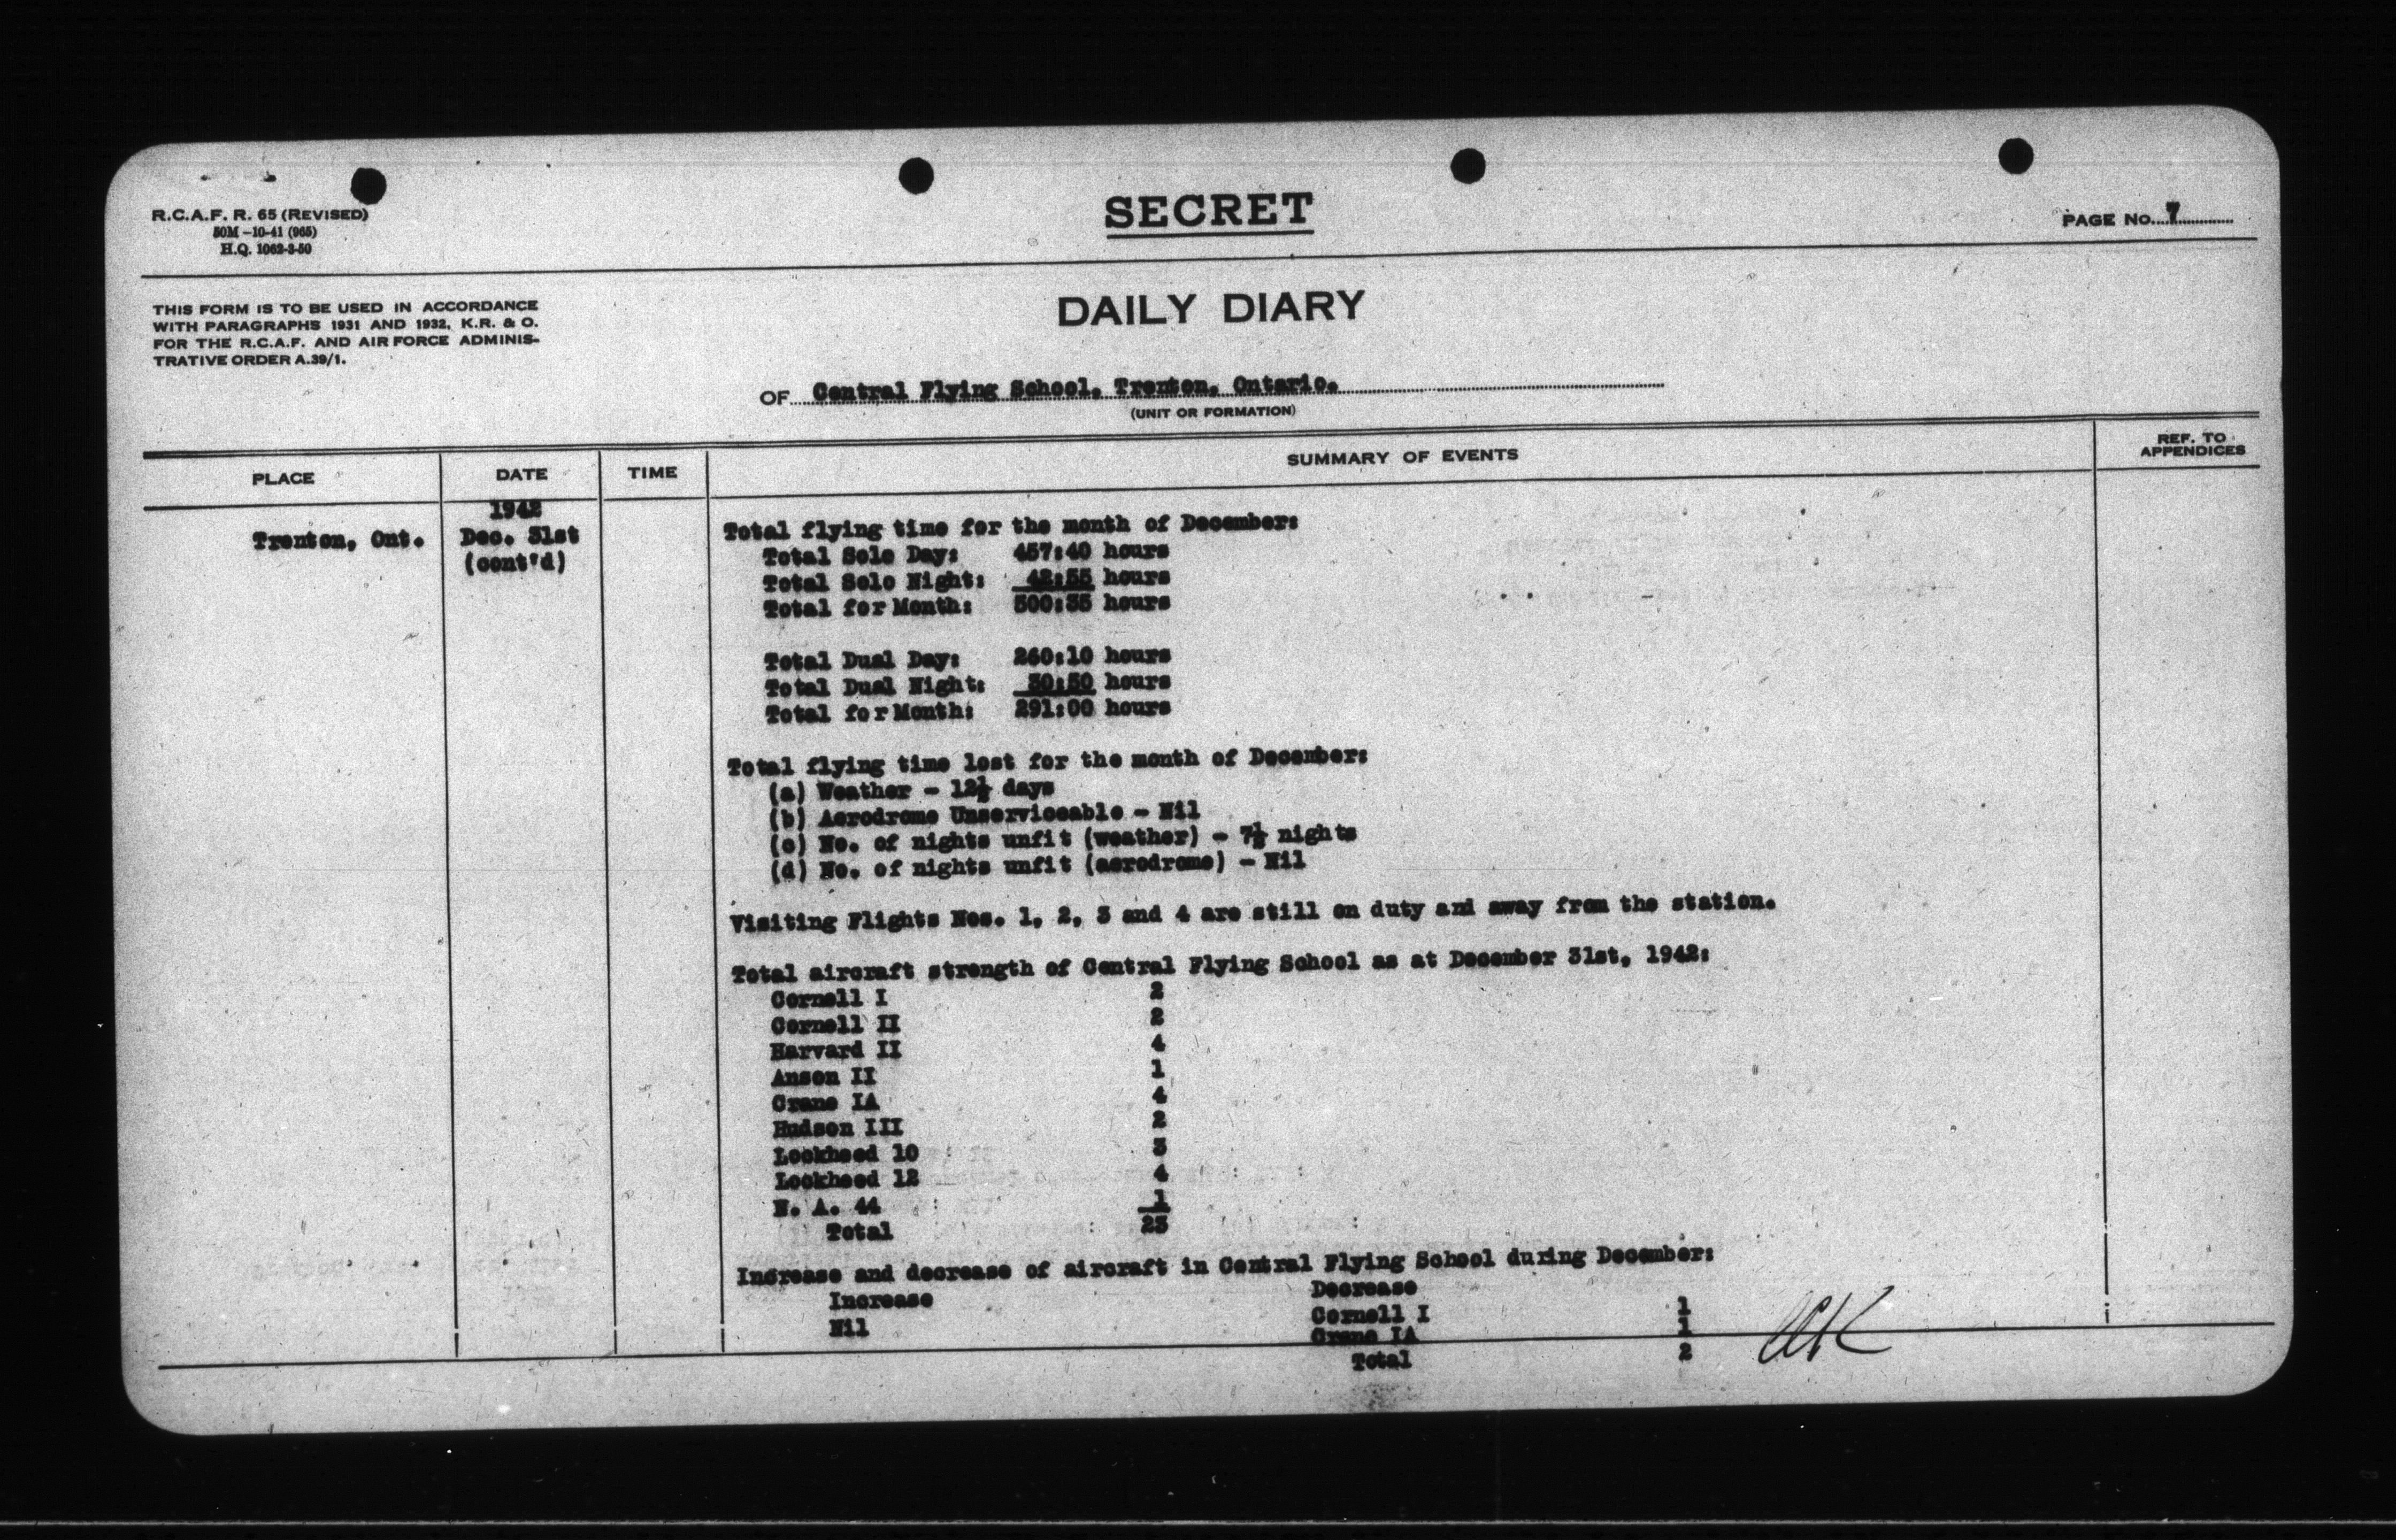 R.C.A.F. R. 65 (REVISED)
50M-10-41 (965)
H.Q. 1062-3-50
SECRET
PAGE No. 7
THIS FORM IS TO BE USED IN ACCORDANCE
WITH PARAGRAPHS 1931 AND 1932, K.R. & O.
FOR THE R.C.A.F. AND AIR FORCE ADMINIS-
TRATIVE ORDER A.39/1.
DAILY DIARY
OF Central Flying School, Trenton, Ontario.
(UNIT OR FORMATION)
PLACE DATE TIME SUMMARY OF EVENTS REF. TO APPENDICES
1942
Trenton, Ont. Dec. 31st
(cont'd)
Total flying time for the month of December:
Total Solo Day: 457:40 hours
Total Solo Night: 42:55 hours
Total for Month: 500:35 hours
Total Dual Day: 260:10 hours
Total Dual Night: 30:50 hours
Total for Month: 291:00 hours
Total flying time lost for the month of December:
(a) Weather - 12½ days
(b) Aerodrome Unserviceable - Nil
(c) No. of nights unfit (weather) - 7½ nights
(d) No. of nights unfit (aerodrome) - Nil
Visiting Flights Nos. 1, 2, 3 and 4 are still on duty and away from the station.
Total aircraft strength of Central Flying School as at December 31st, 1942:
Cornell I 2
Cornell II 2
Harvard II 4
Anson II 1
Crane IA 4
Hudson III 2
Lockheed 10 3
Lockheed 12 4
N. A. 44 1
Total 23
Increase and decrease of aircraft in Central Flying School during December:
Increase Decrease
Nil Cornell I 1
Crane IA 1
Total 2